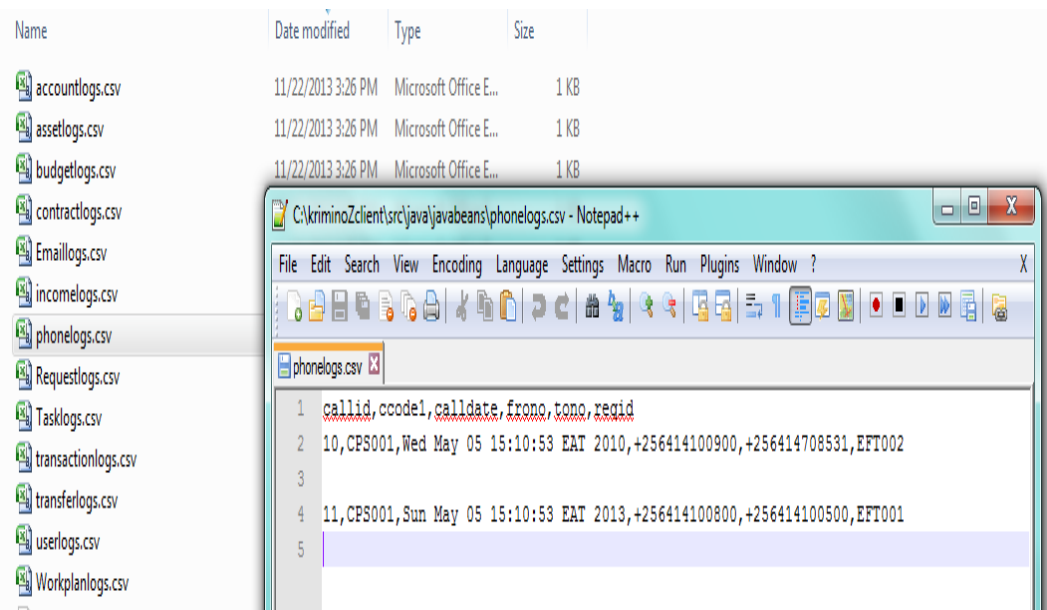 Name Date modified Type Size
accountlogs.csv 11/22/2013 3:26 PM Microsoft Office E... 1 KB
assetlogs.csv 11/22/2013 3:26 PM Microsoft Office E... 1 KB
budgetlogs.csv 11/22/2013 3:26 PM Microsoft Office E... 1 KB
contractlogs.csv
Emaillogs.csv
incomelogs.csv
phonelogs.csv
Requestlogs.csv
Tasklogs.csv
transactionlogs.csv
transferlogs.csv
userlogs.csv
Workplanlogs.csv
C:\kriminoZclient\src\java\javabeans\phonelogs.csv - Notepad++
File Edit Search View Encoding Language Settings Macro Run Plugins Window ? X
phonelogs.csv
1 callid,ccode1,calldate,frono,tono,regid
2 10,CPS001,Wed May 05 15:10:53 EAT 2010,+256414100900,+256414708531,EFT002
3
4 11,CPS001,Sun May 05 15:10:53 EAT 2013,+256414100800,+256414100500,EFT001
5